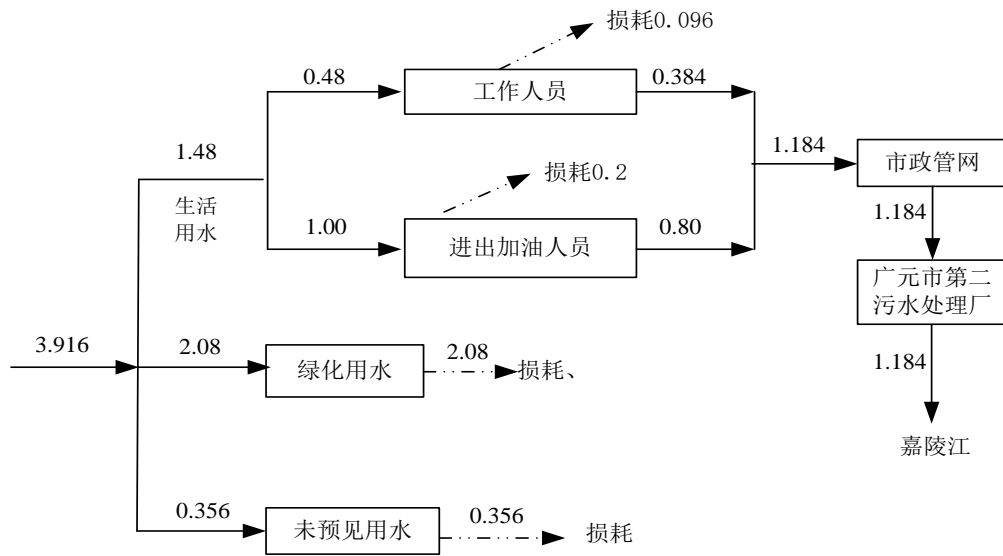 损耗0.096
0.48
工作人员
0.384
1.48
生活
用水
1.184
市政管网
损耗0.2
1.00
进出加油人员
0.80
1.184
广元市第二
污水处理厂
3.916
2.08
绿化用水
2.08
损耗、
1.184
嘉陵江
0.356
未预见用水
0.356
损耗